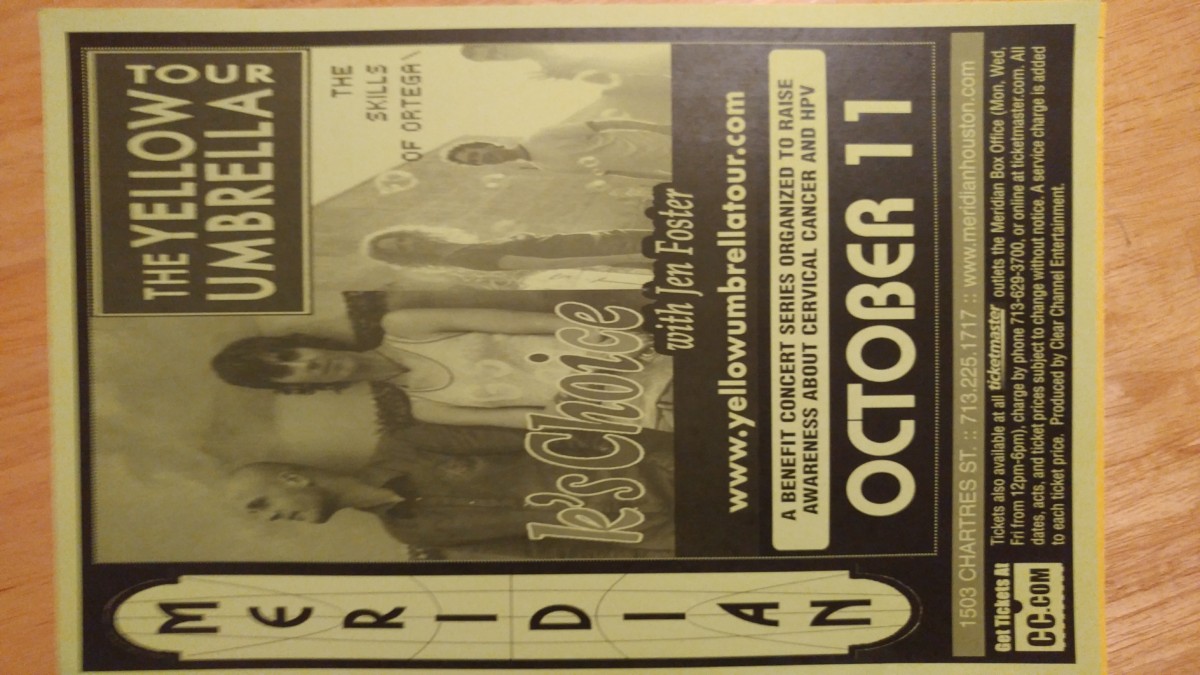 MERIDIAN
THE YELLOW
TOUR
UMBRELLA
THE
SKILLS
OF ORTEGA\
k'sChoice
with Jen Foster
www.yellowumbrellatour.com
A BENEFIT CONCERT SERIES ORGANIZED TO RAISE
AWARENESS ABOUT CERVICAL CANCER AND HPV
OCTOBER 11
1503 CHARTRES ST. :: 713.225.1717 :: www.meridianhouston.com
Get Tickets At
CC.COM
Tickets also available at all ticketmaster outlets the Meridian Box Office (Mon, Wed,
Fri from 12pm-6pm), charge by phone 713-629-3700, or online at ticketmaster.com. All
dates, acts, and ticket prices subject to change without notice. A service charge is added
to each ticket price. Produced by Clear Channel Entertainment.